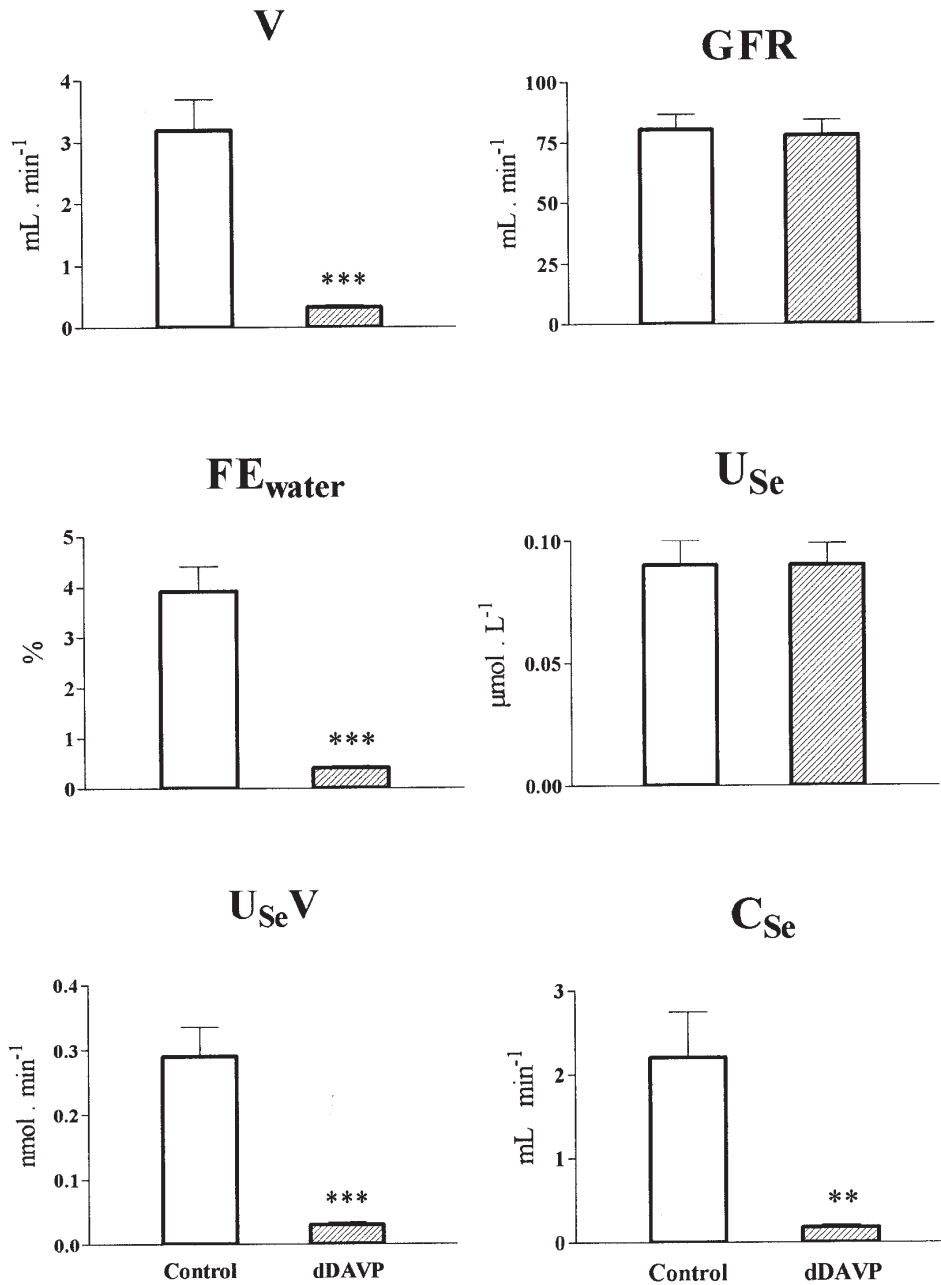 V
4
3
2
1
0
mL . min-1
***
GFR
100
75
50
25
0
mL . min-1
FEwater
5
4
3
2
1
0
%
***
USe
0.10
0.05
0.00
µmol . L-1
USeV
0.4
0.3
0.2
0.1
0.0
nmol . min-1
***
Control dDAVP
CSe
3
2
1
0
mL min-1
**
Control dDAVP